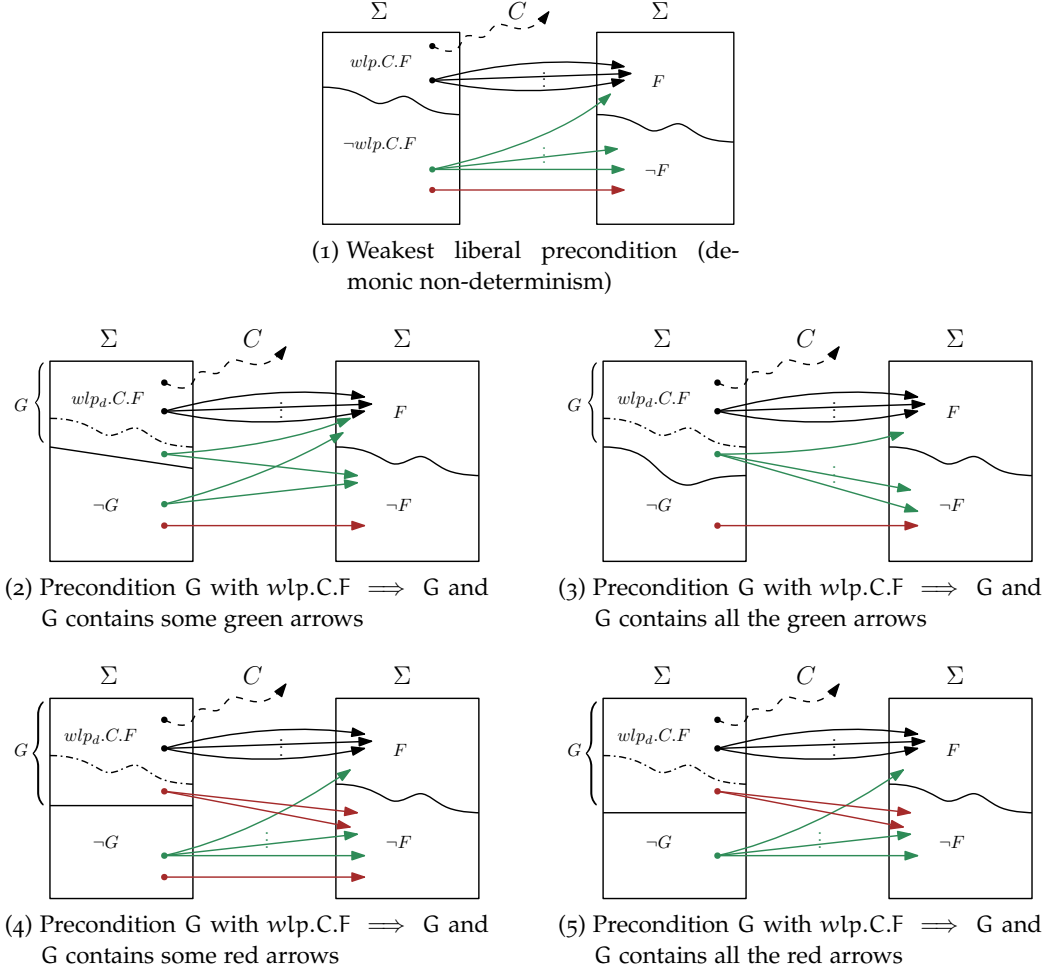 Σ C Σ
wlp.C.F
F
¬wlp.C.F
¬F
(1) Weakest liberal precondition (de-
monic non-determinism)
Σ C Σ
G
wlp_d.C.F
F
¬G
¬F
(2) Precondition G with wlp.C.F ⟹ G and
G contains some green arrows
Σ C Σ
G
wlp_d.C.F
F
¬G
¬F
(3) Precondition G with wlp.C.F ⟹ G and
G contains all the green arrows
Σ C Σ
G
wlp_d.C.F
F
¬G
¬F
(4) Precondition G with wlp.C.F ⟹ G and
G contains some red arrows
Σ C Σ
G
wlp_d.C.F
F
¬G
¬F
(5) Precondition G with wlp.C.F ⟹ G and
G contains all the red arrows